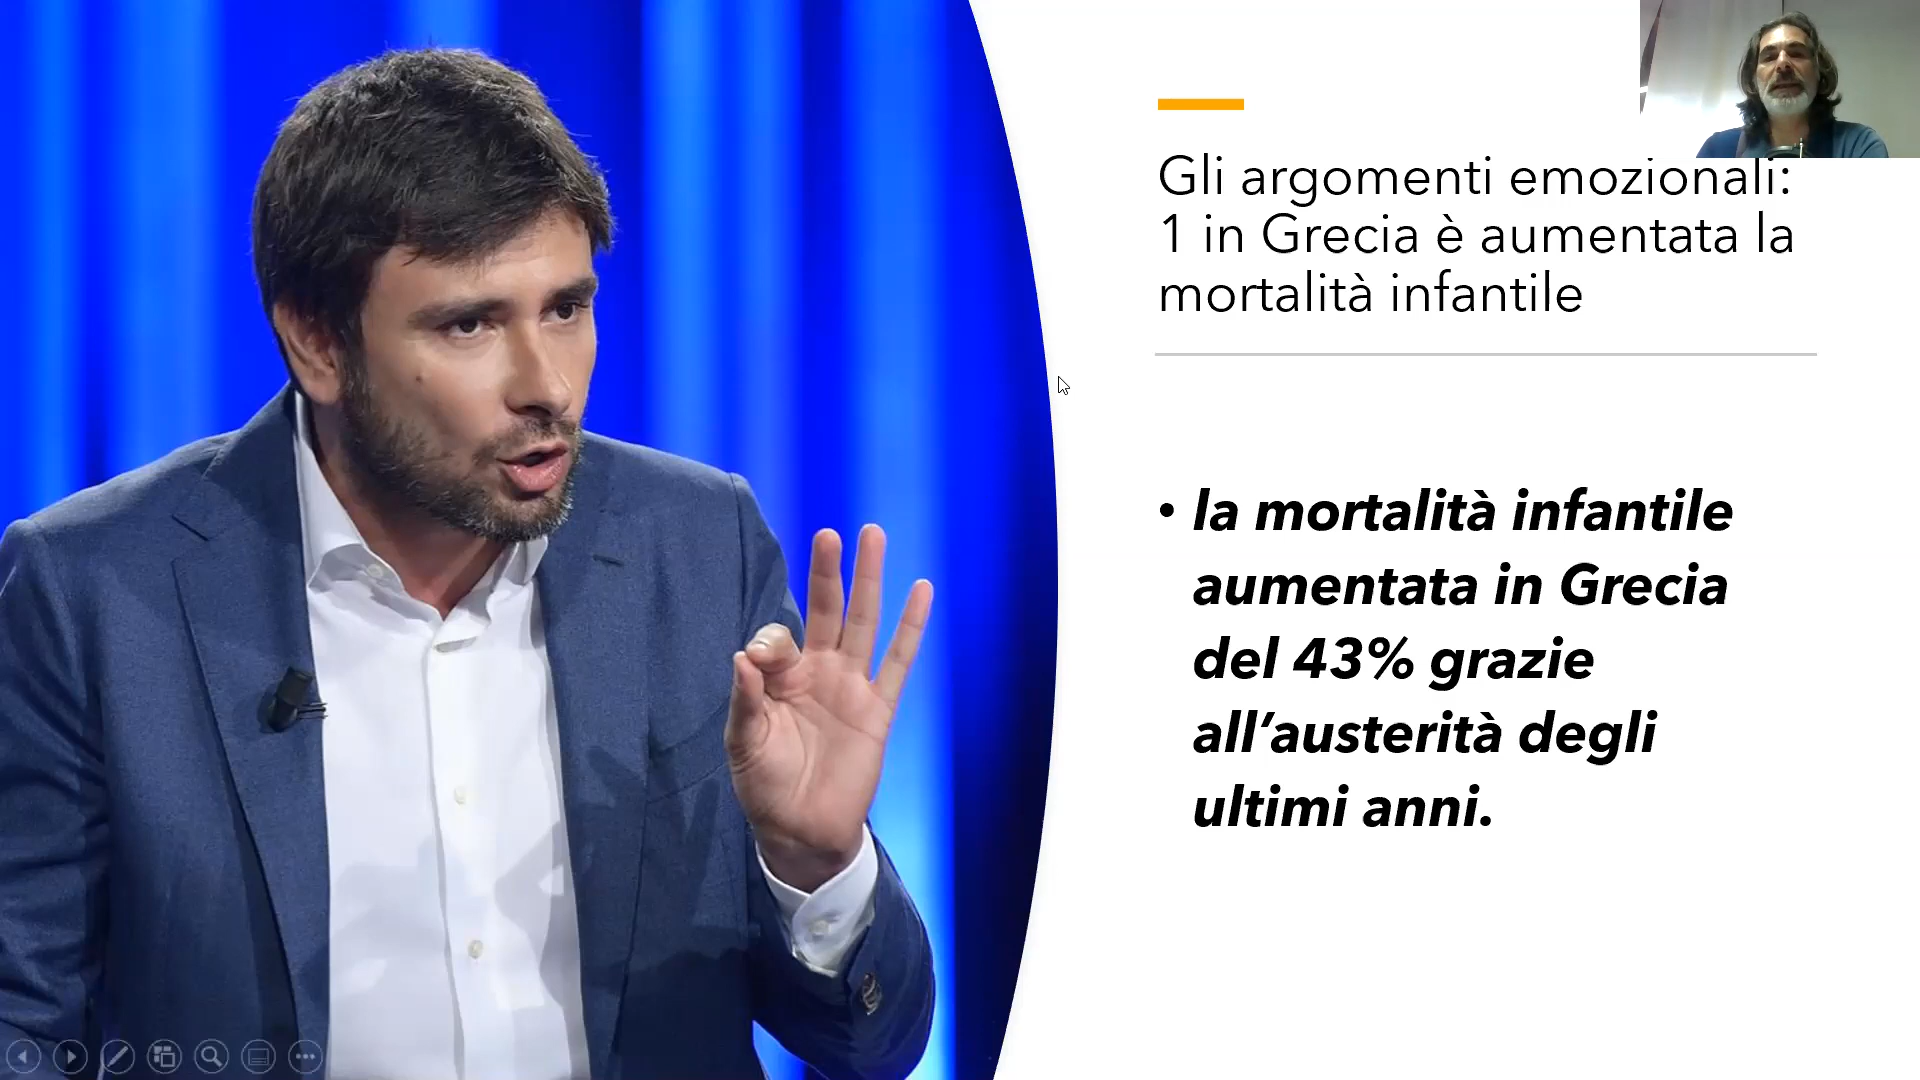 Gli argomenti emozionali:
1 in Grecia è aumentata la
mortalità infantile
• la mortalità infantile
aumentata in Grecia
del 43% grazie
all’austerità degli
ultimi anni.